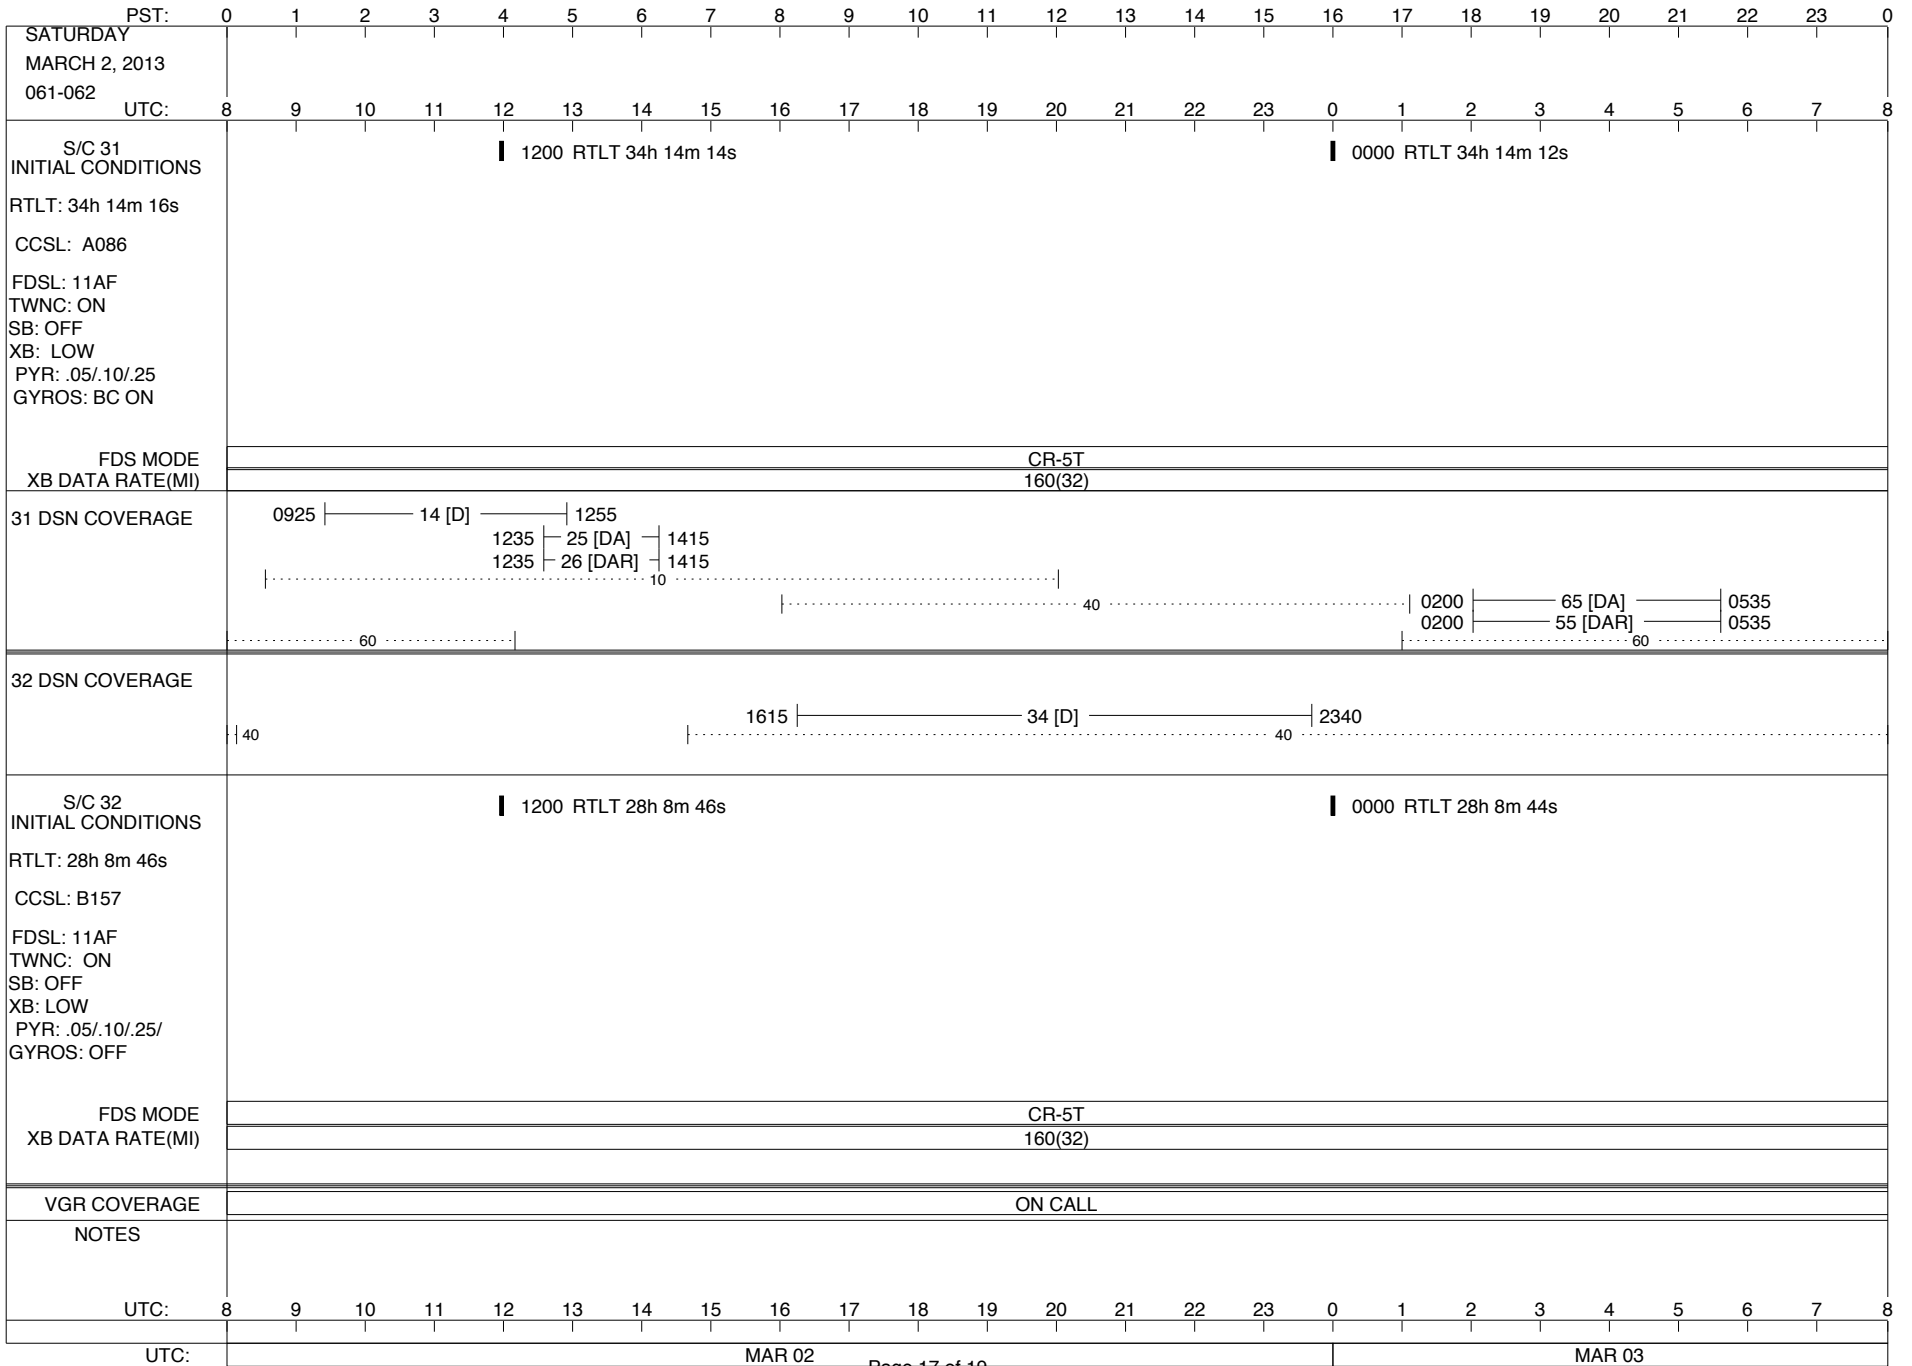 PST: 0 1 2 3 4 5 6 7 8 9 10 11 12 13 14 15 16 17 18 19 20 21 22 23 0
SATURDAY
MARCH 2, 2013
061-062
UTC: 8 9 10 11 12 13 14 15 16 17 18 19 20 21 22 23 0 1 2 3 4 5 6 7 8
S/C 31
INITIAL CONDITIONS
1200 RTLT 34h 14m 14s
0000 RTLT 34h 14m 12s
RTLT: 34h 14m 16s
CCSL: A086
FDSL: 11AF
TWNC: ON
SB: OFF
XB: LOW
PYR: .05/.10/.25
GYROS: BC ON
FDS MODE CR-5T
XB DATA RATE(MI) 160(32)
31 DSN COVERAGE
0925 14 [D] 1255
1235 25 [DA] 1415
1235 26 [DAR] 1415
10
40
0200 65 [DA] 0535
0200 55 [DAR] 0535
60 60
32 DSN COVERAGE
1615 34 [D] 2340
40 40
S/C 32
INITIAL CONDITIONS
1200 RTLT 28h 8m 46s
0000 RTLT 28h 8m 44s
RTLT: 28h 8m 46s
CCSL: B157
FDSL: 11AF
TWNC: ON
SB: OFF
XB: LOW
PYR: .05/.10/.25/
GYROS: OFF
FDS MODE CR-5T
XB DATA RATE(MI) 160(32)
VGR COVERAGE ON CALL
NOTES
UTC: 8 9 10 11 12 13 14 15 16 17 18 19 20 21 22 23 0 1 2 3 4 5 6 7 8
UTC: MAR 02 MAR 03
Page 17 of 19